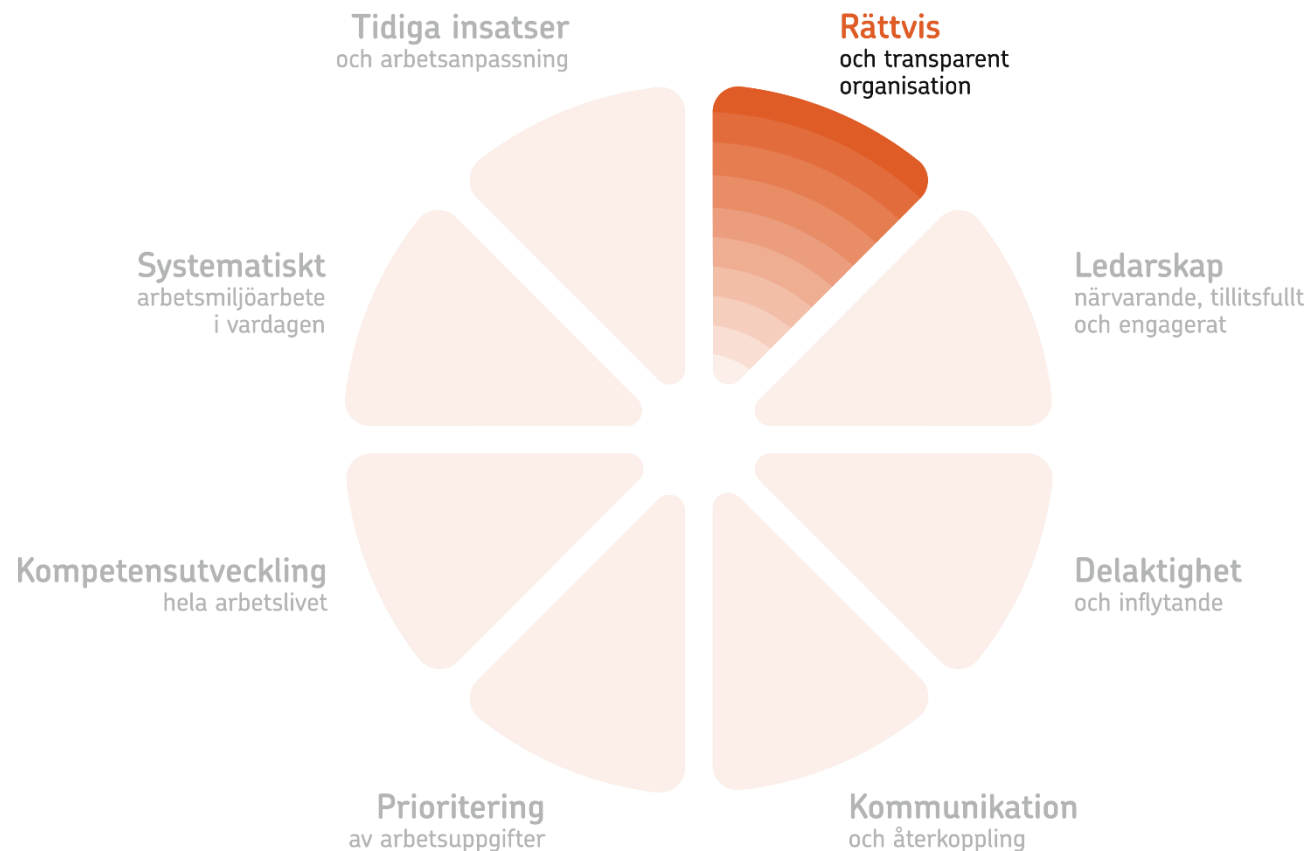 Tidiga insatser
och arbetsanpassning
Rättvis
och transparent
organisation
Ledarskap
närvarande, tillitsfullt
och engagerat
Delaktighet
och inflytande
Kommunikation
och återkoppling
Prioritering
av arbetsuppgifter
Kompetensutveckling
hela arbetslivet
Systematiskt
arbetsmiljöarbete
i vardagen